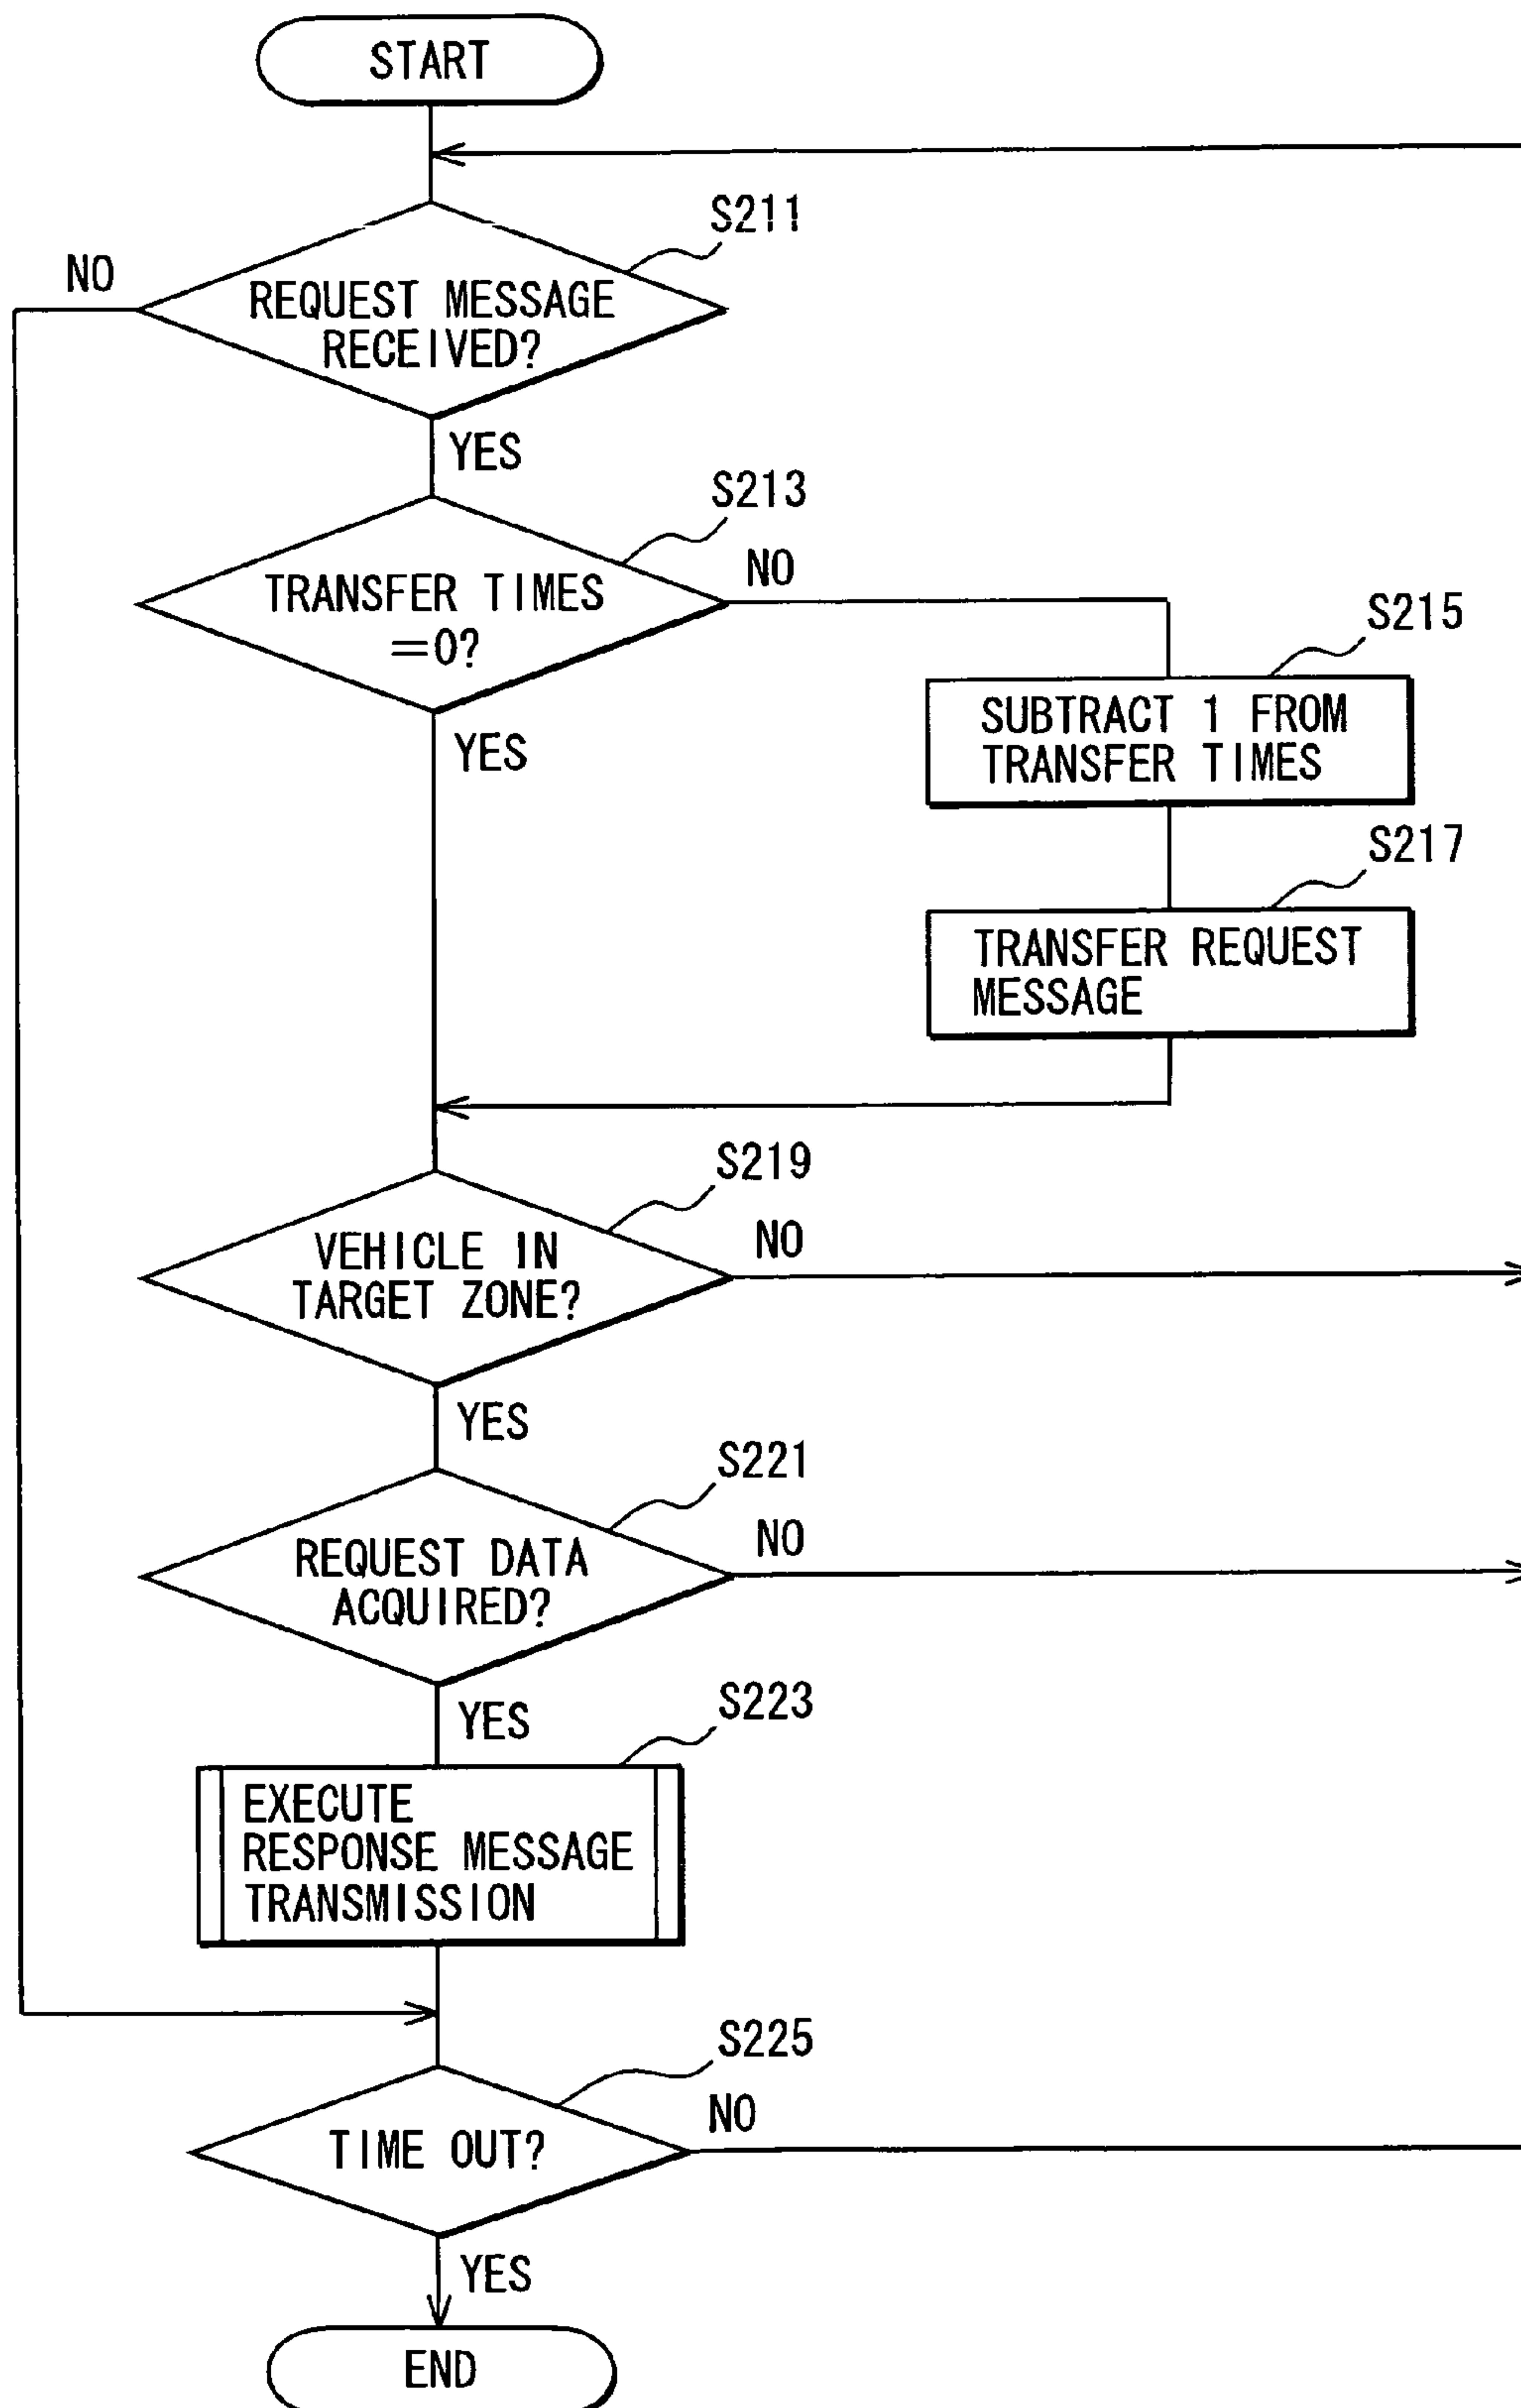 START
S211
NO
REQUEST MESSAGE
RECEIVED?
YES
S213
NO
TRANSFER TIMES
=0?
S215
SUBTRACT 1 FROM
TRANSFER TIMES
YES
S217
TRANSFER REQUEST
MESSAGE
S219
NO
VEHICLE IN
TARGET ZONE?
YES
S221
NO
REQUEST DATA
ACQUIRED?
YES
S223
EXECUTE
RESPONSE MESSAGE
TRANSMISSION
S225
NO
TIME OUT?
YES
END